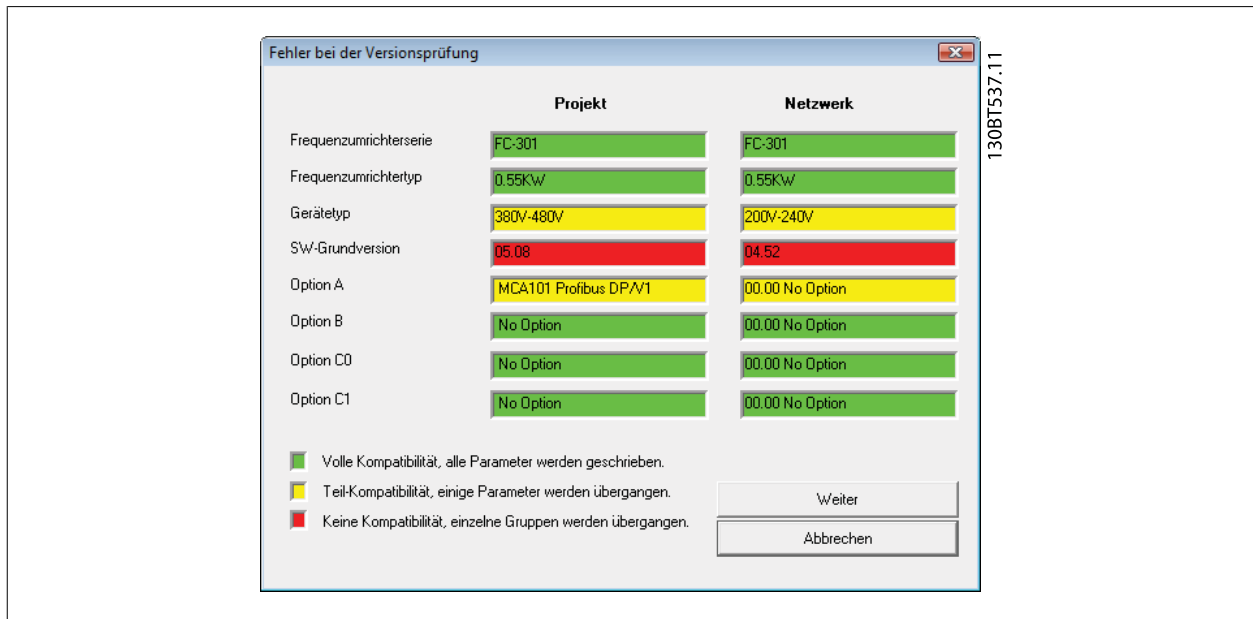 Fehler bei der Versionsprüfung
130BT537.11
Projekt Netzwerk
Frequenzumrichterserie FC-301 FC-301
Frequenzumrichtertyp 0.55KW 0.55KW
Gerätetyp 380V-480V 200V-240V
SW-Grundversion 05.08 04.52
Option A MCA101 Profibus DP/V1 00.00 No Option
Option B No Option 00.00 No Option
Option C0 No Option 00.00 No Option
Option C1 No Option 00.00 No Option
Volle Kompatibilität, alle Parameter werden geschrieben.
Teil-Kompatibilität, einige Parameter werden übergangen.
Keine Kompatibilität, einzelne Gruppen werden übergangen.
Weiter
Abbrechen